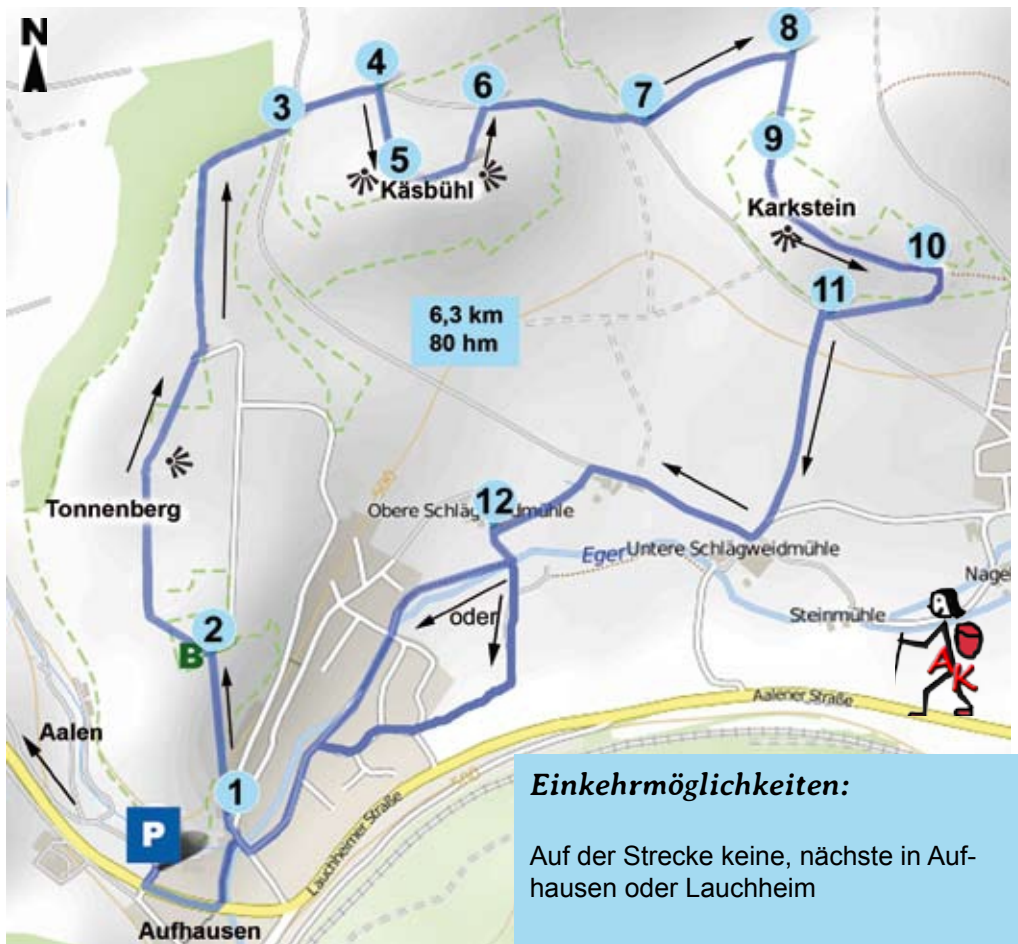 N
8
4
6
7
3
9
5
Käsbühl
Karkstein
10
11
6,3 km
80 hm
Tonnenberg
500
12
Obere Schlägweidmühle
Eger
Untere Schlägweidmühle
Nagel
oder
Steinmühle
2
B
AK
Aalener Straße
Aalen
500
1
P
Lauchheimer Straße
Aufhausen
Einkehrmöglichkeiten:
Auf der Strecke keine, nächste in Auf-
hausen oder Lauchheim